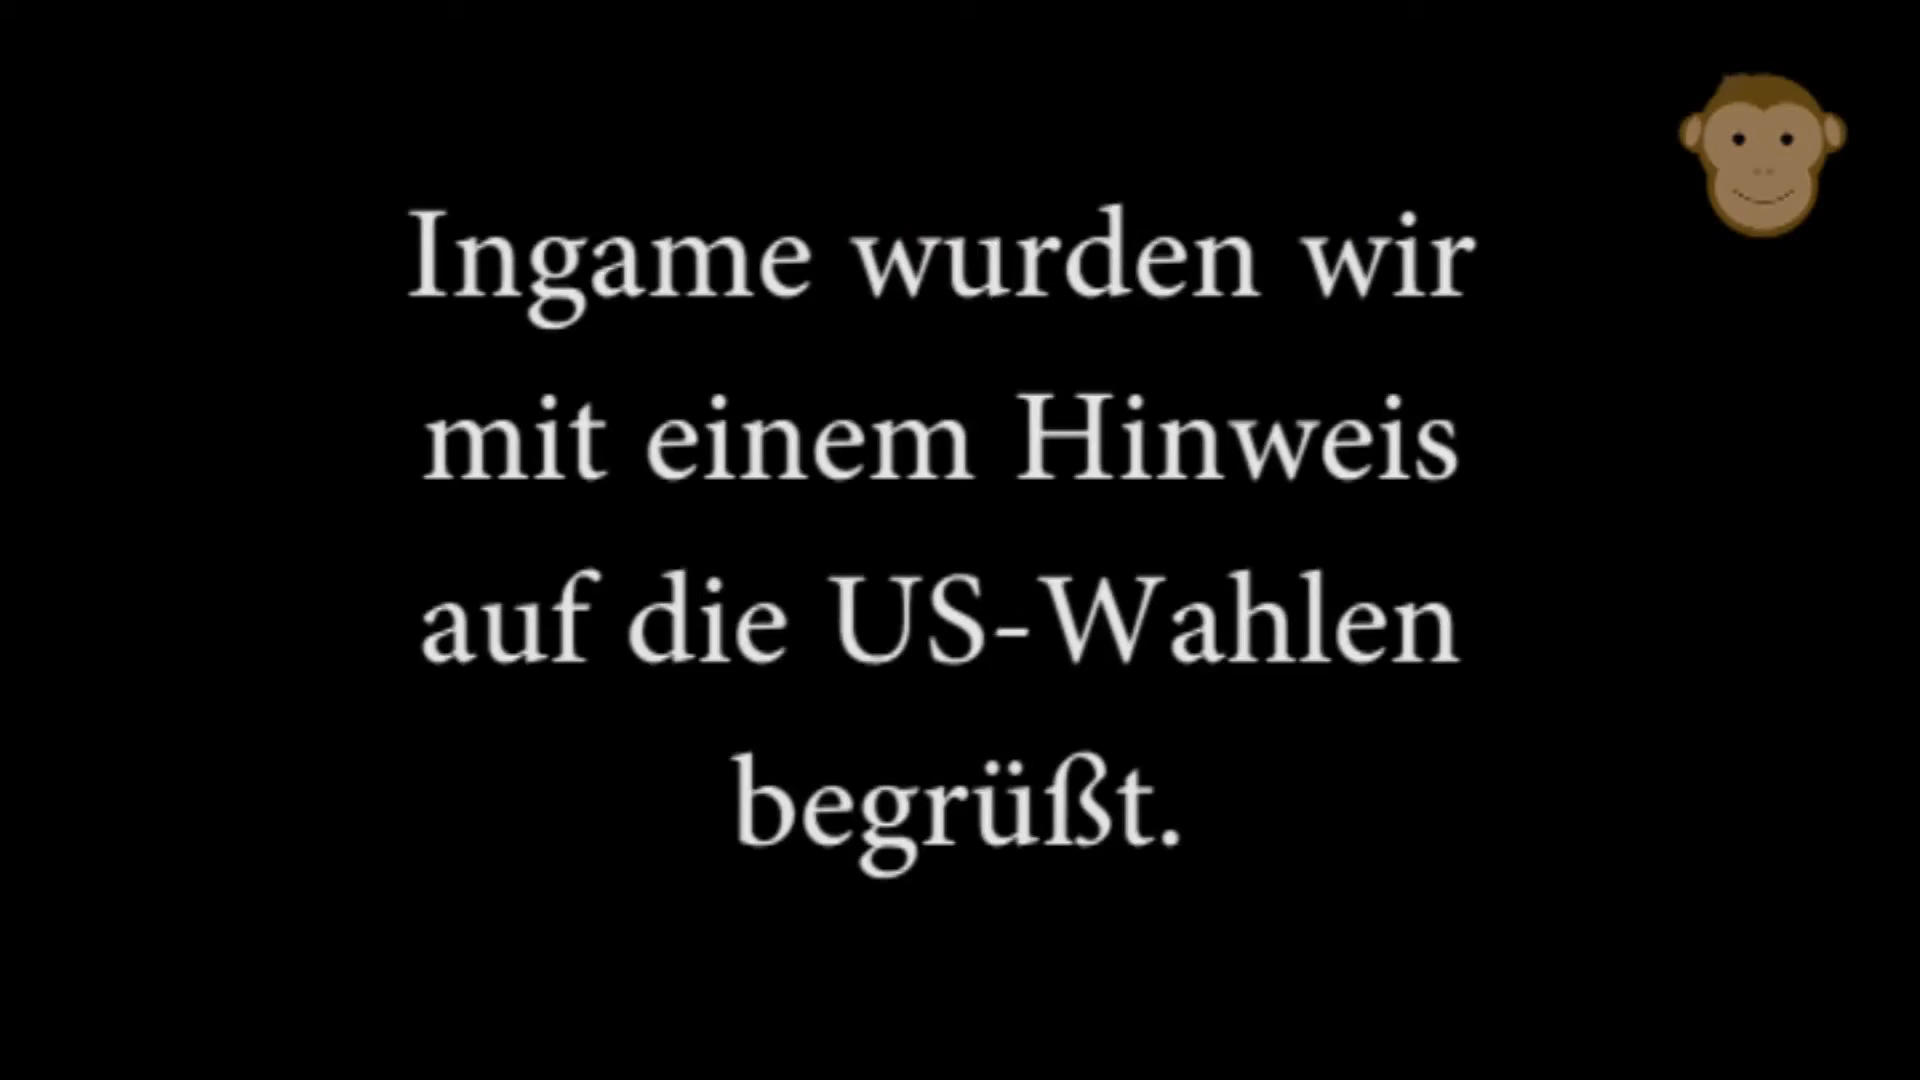 Ingame wurden wir
mit einem Hinweis
auf die US-Wahlen
begrüßt.